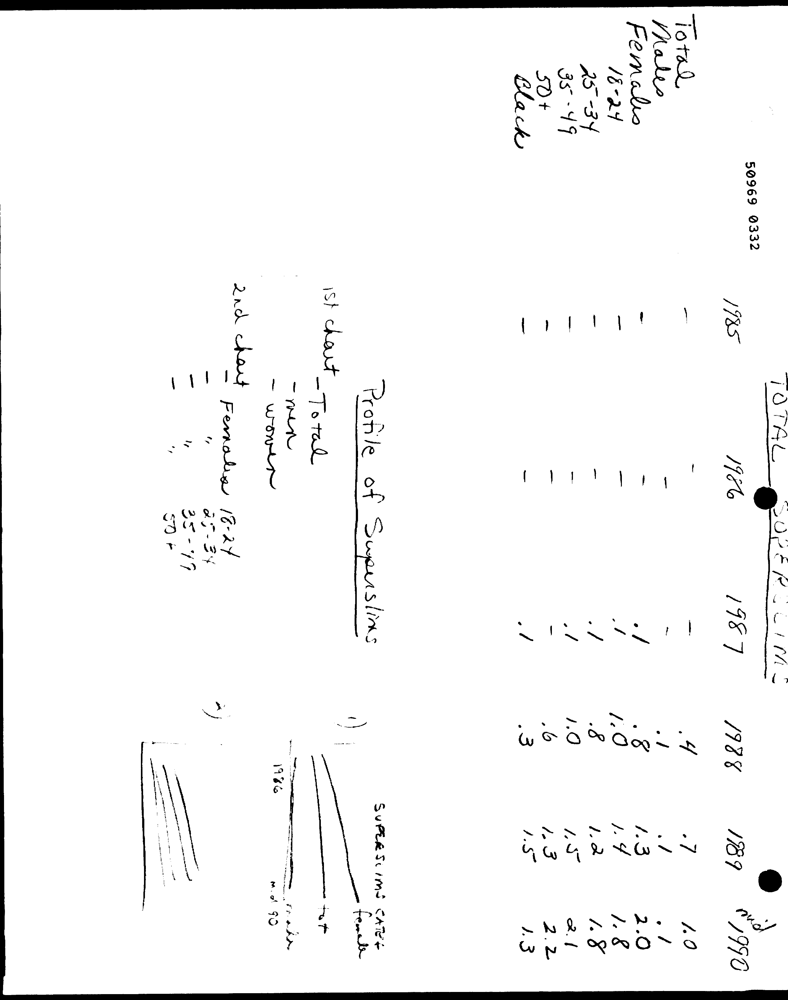 TOTAL SUPERSLIMS
1985 1986 1987 1988 1989 mid 1990
Total - - - .4 .7 1.0
Males - - .1 .1 .1
Females - - .1 .8 1.3 2.0
18-24 - - .1 1.0 1.4 1.8
25-34 - - .1 .8 1.2 1.8
35-49 - - .1 1.0 1.5 2.1
50+ - - - .6 1.3 2.2
Black - - .1 .3 1.5 1.3
50969 0332
Profile of Superslims
1st chart - Total
- men
- women
2nd chart - Females 18-24
- " 25-34
- " 35-49
- " 50+
SUPERSLIMS CATEG
1)
female
tot
male
1986 mid 90
2)